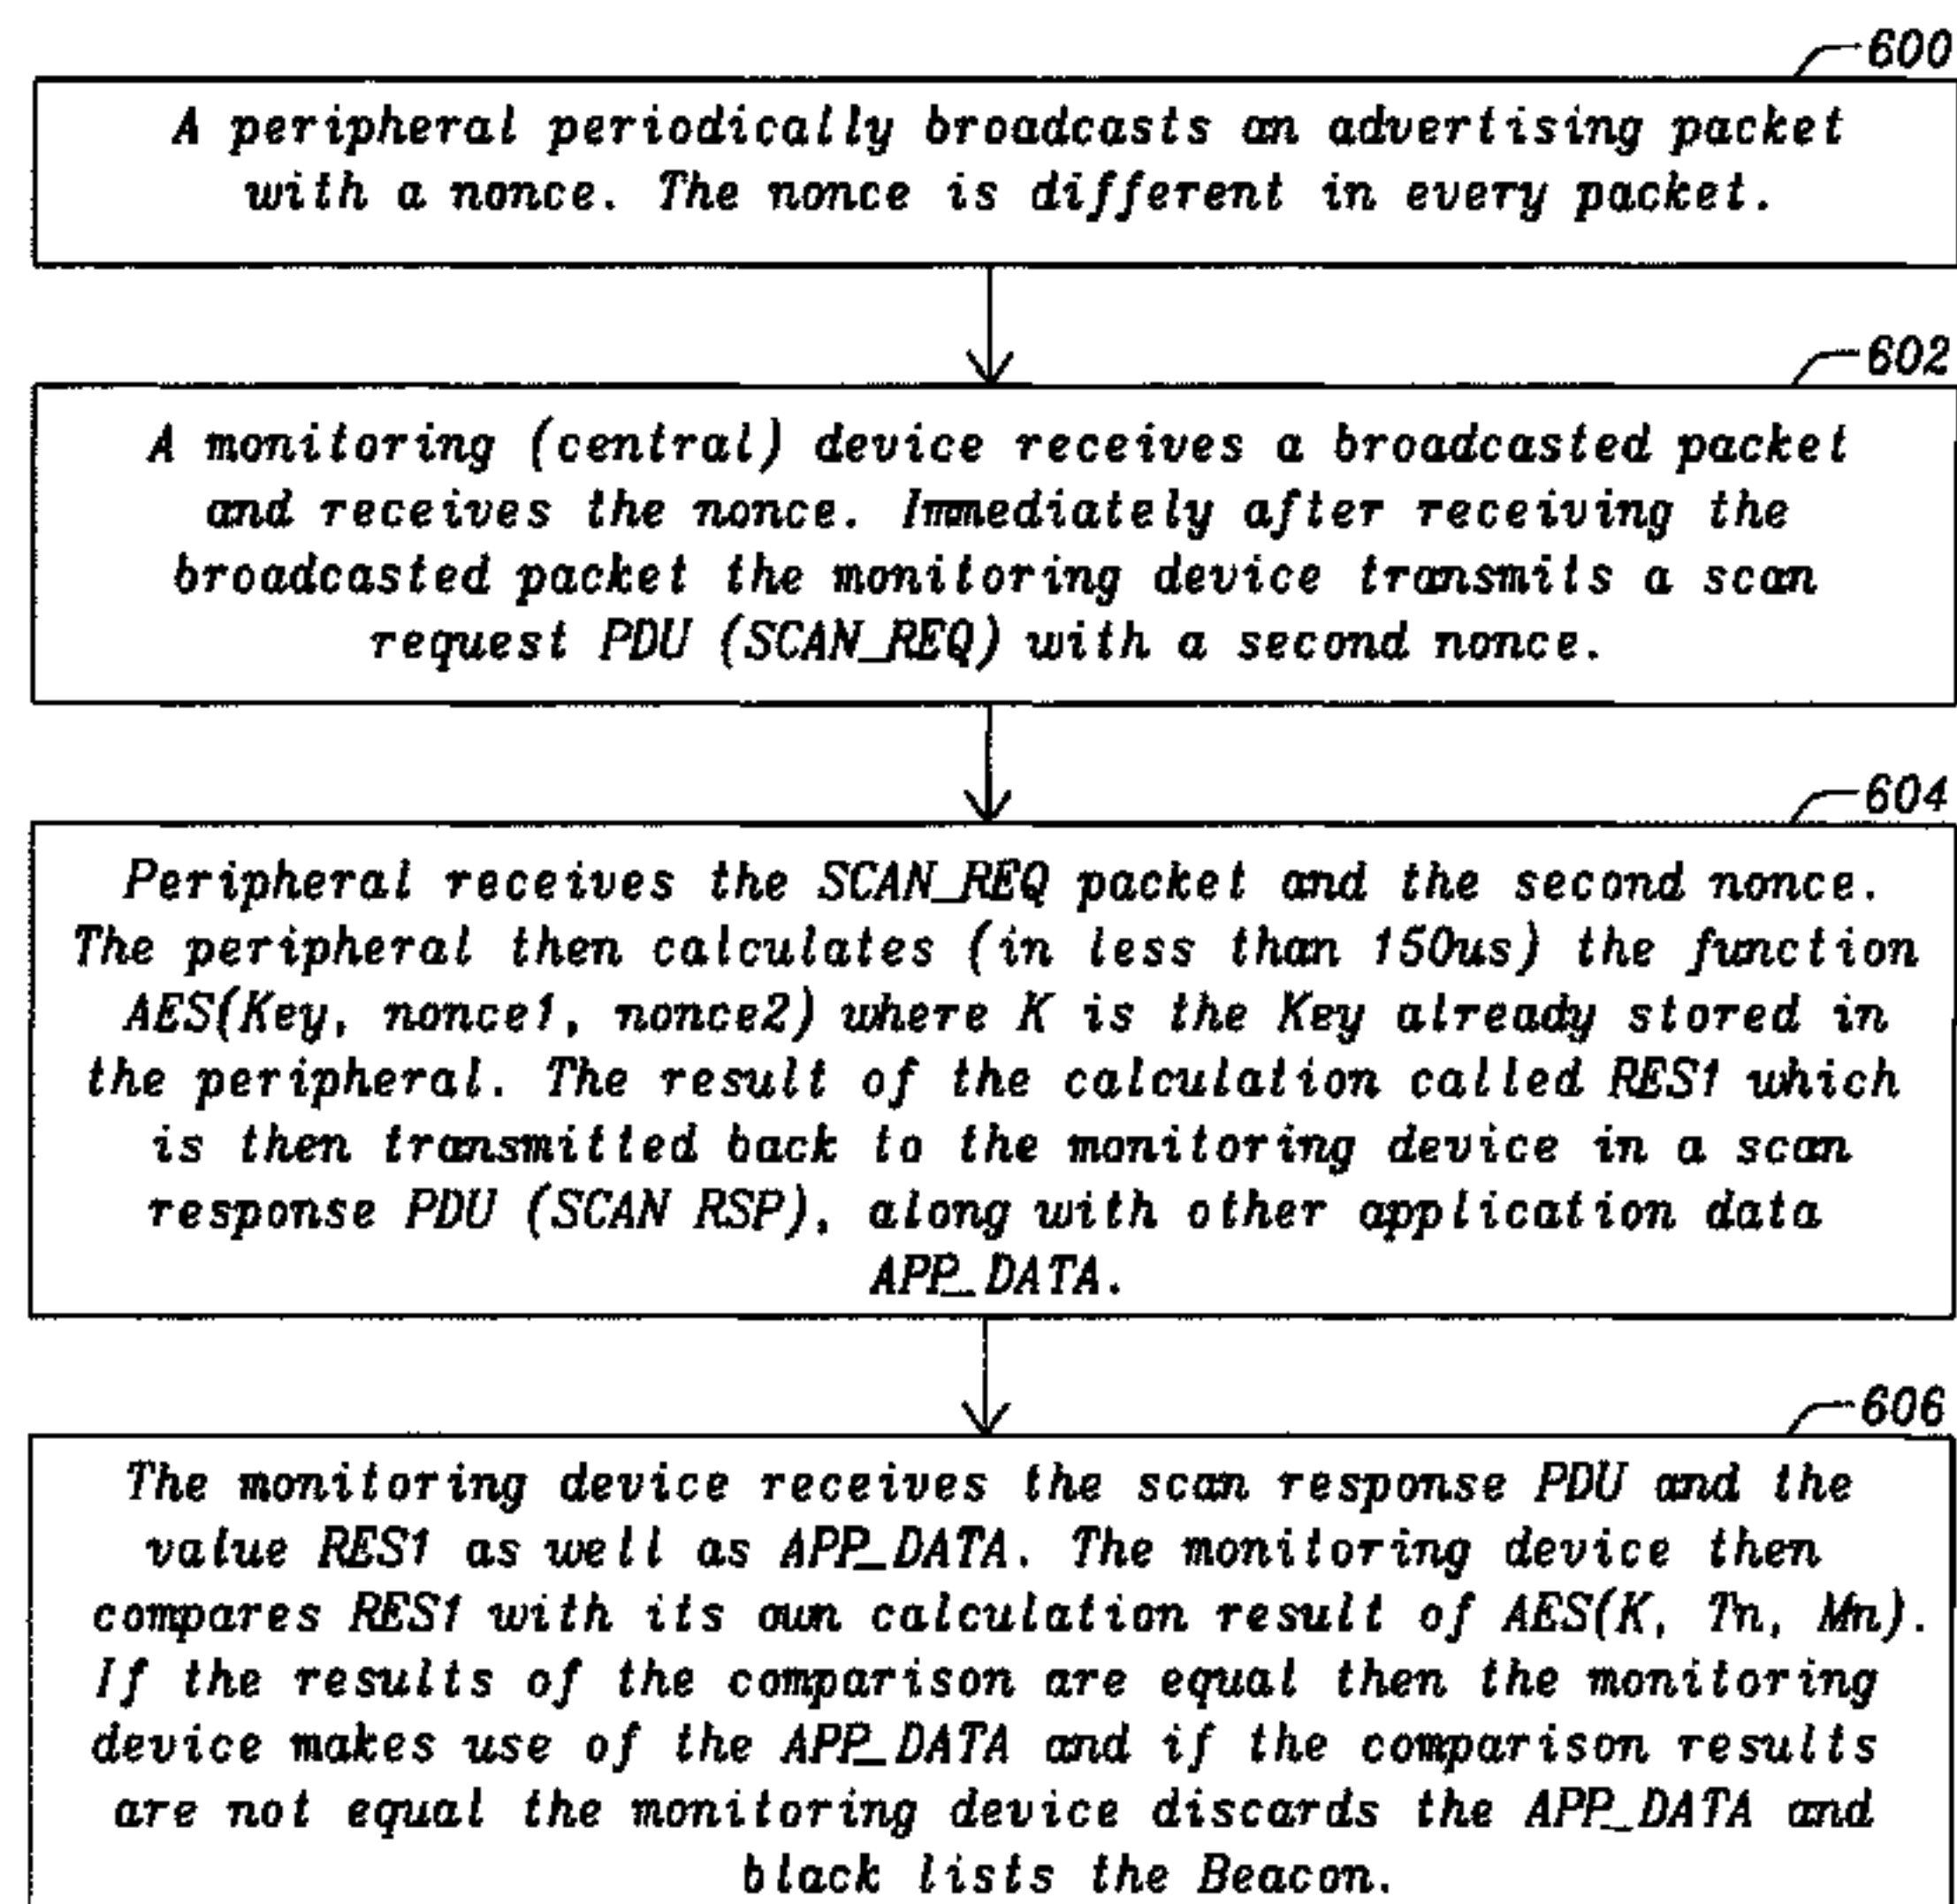 600
A peripheral periodically broadcasts an advertising packet
with a nonce. The nonce is different in every packet.
602
A monitoring (central) device receives a broadcasted packet
and receives the nonce. Immediately after receiving the
broadcasted packet the monitoring device transmits a scan
request PDU (SCAN_REQ) with a second nonce.
604
Peripheral receives the SCAN_REQ packet and the second nonce.
The peripheral then calculates (in less than 150us) the function
AES(Key, nonce1, nonce2) where K is the Key already stored in
the peripheral. The result of the calculation called RES1 which
is then transmitted back to the monitoring device in a scan
response PDU (SCAN RSP), along with other application data
APP_DATA.
606
The monitoring device receives the scan response PDU and the
value RES1 as well as APP_DATA. The monitoring device then
compares RES1 with its own calculation result of AES(K, Tn, Mn).
If the results of the comparison are equal then the monitoring
device makes use of the APP_DATA and if the comparison results
are not equal the monitoring device discards the APP_DATA and
black lists the Beacon.